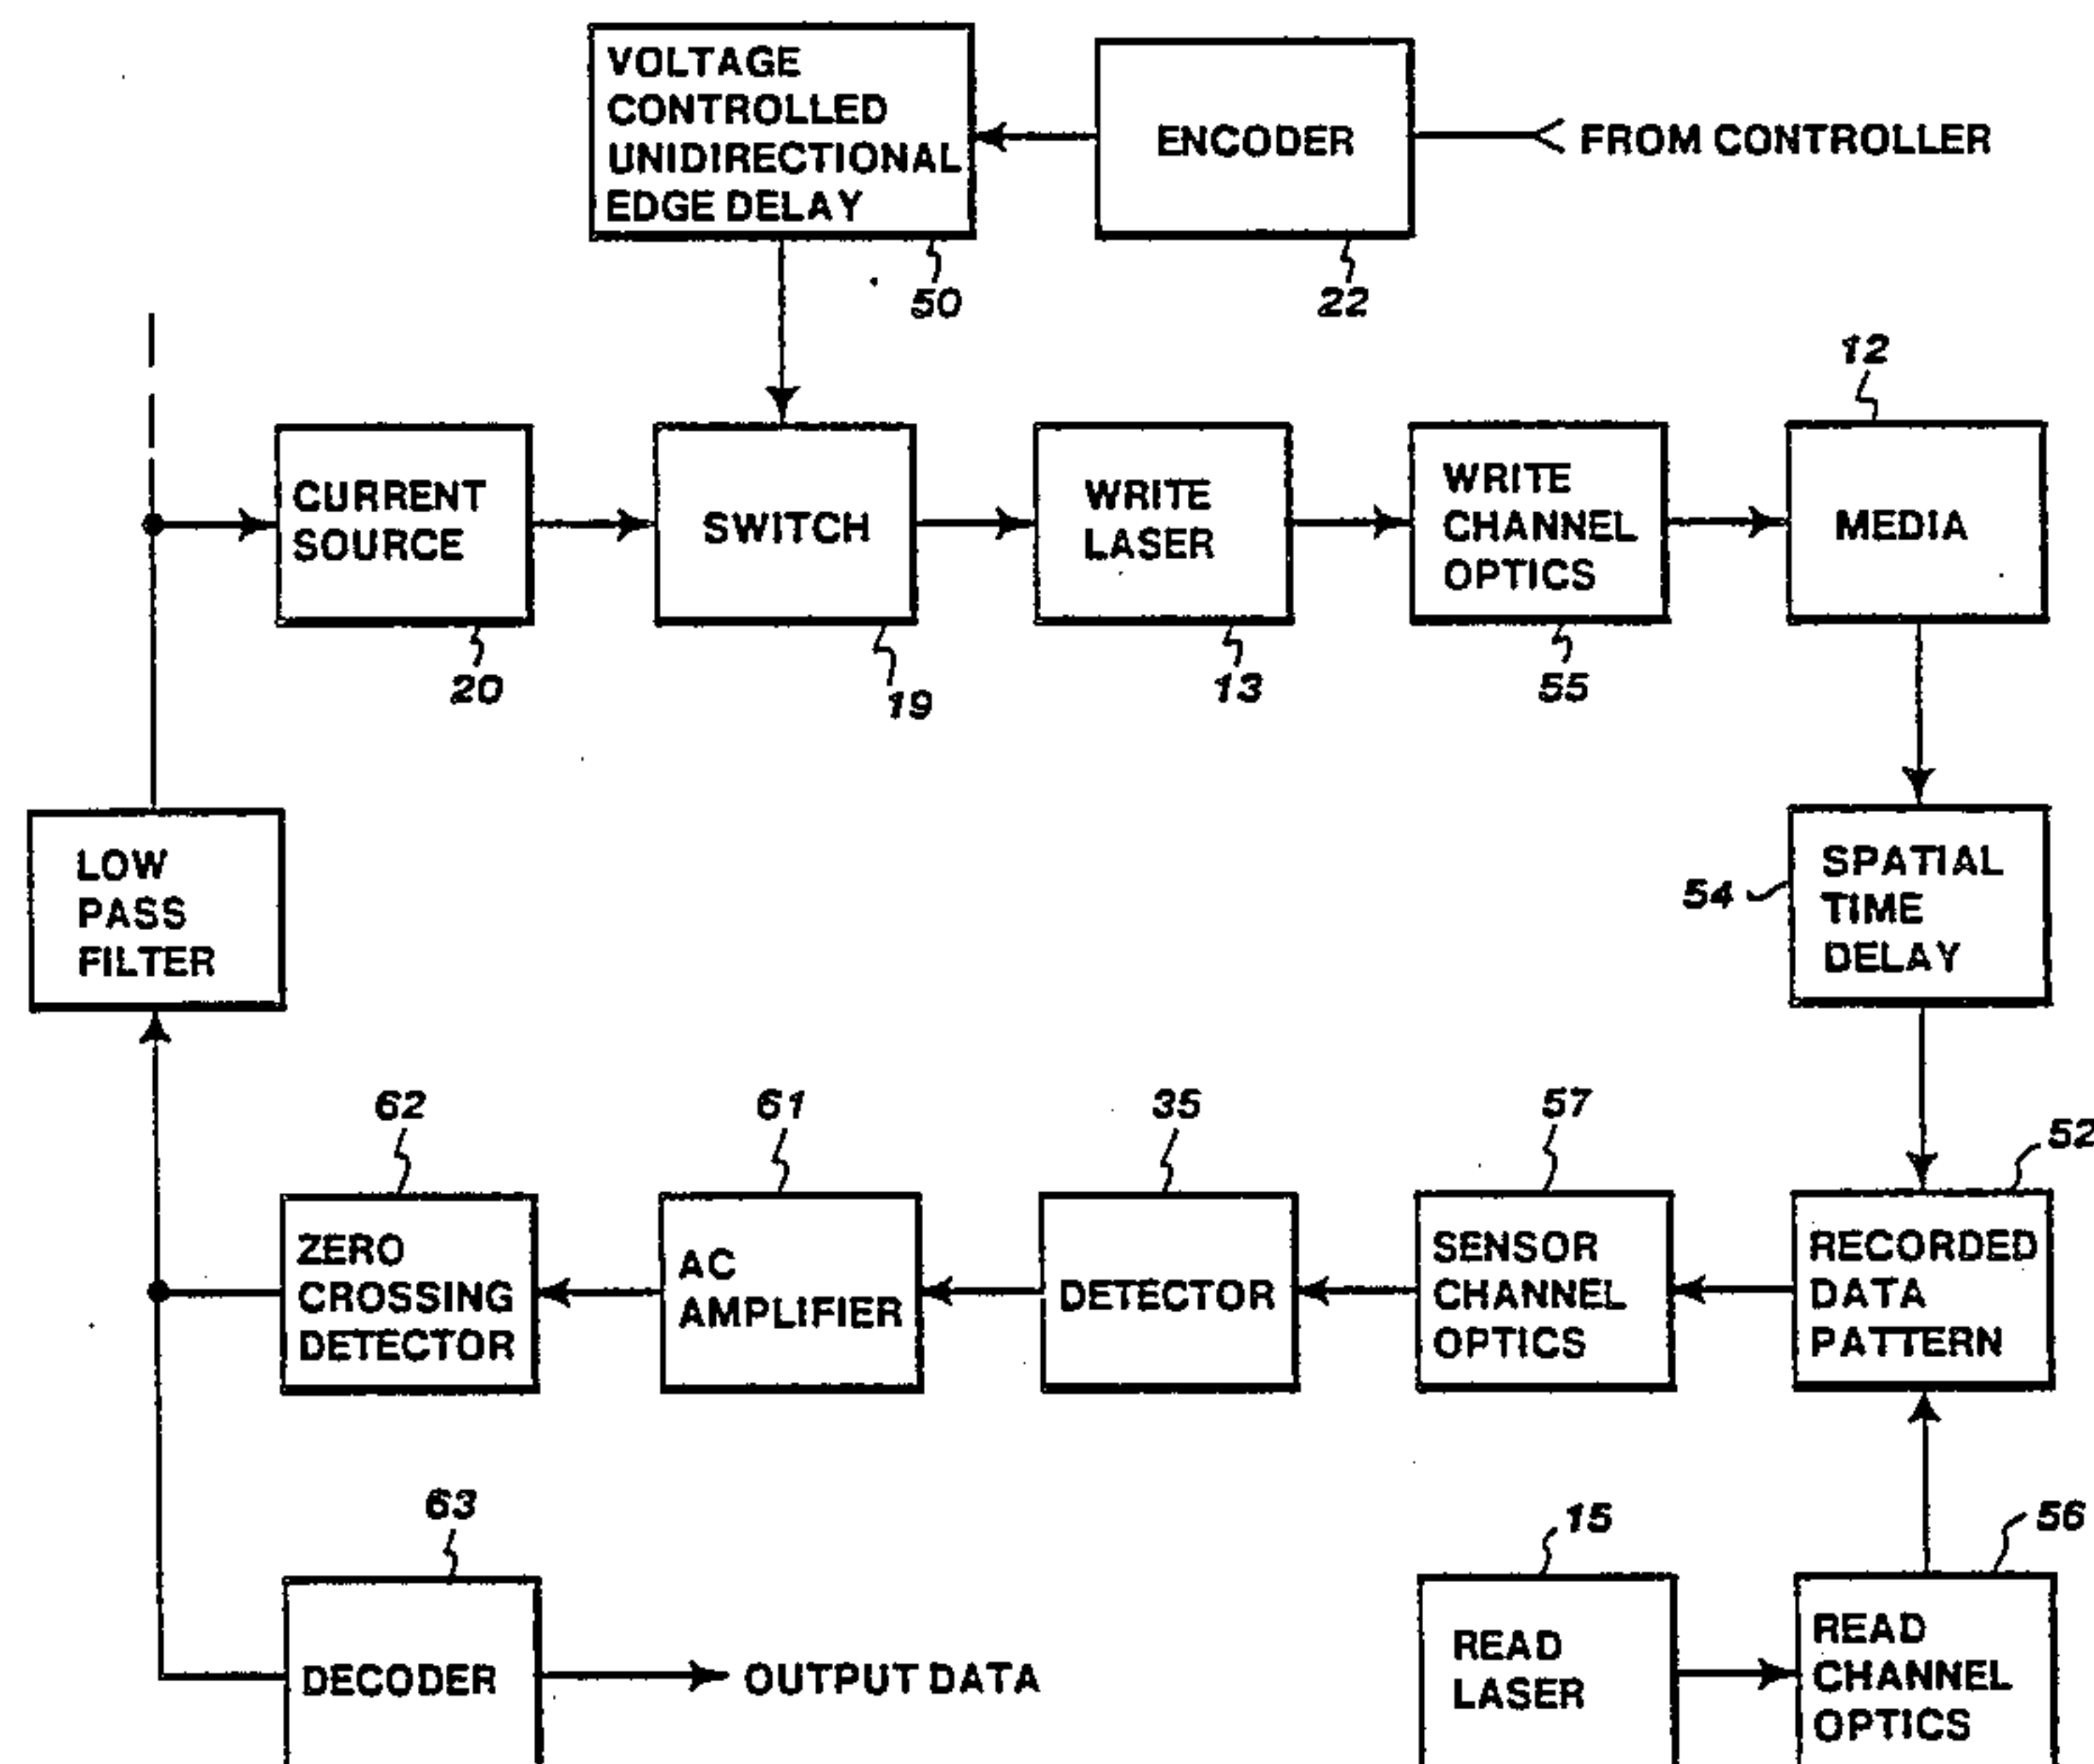 VOLTAGE
CONTROLLED
UNIDIRECTIONAL
EDGE DELAY
50
ENCODER
22
FROM CONTROLLER
CURRENT
SOURCE
20
SWITCH
19
WRITE
LASER
13
WRITE
CHANNEL
OPTICS
55
12
MEDIA
LOW
PASS
FILTER
54
SPATIAL
TIME
DELAY
62
ZERO
CROSSING
DETECTOR
61
AC
AMPLIFIER
35
DETECTOR
57
SENSOR
CHANNEL
OPTICS
52
RECORDED
DATA
PATTERN
63
DECODER
OUTPUT DATA
15
READ
LASER
56
READ
CHANNEL
OPTICS